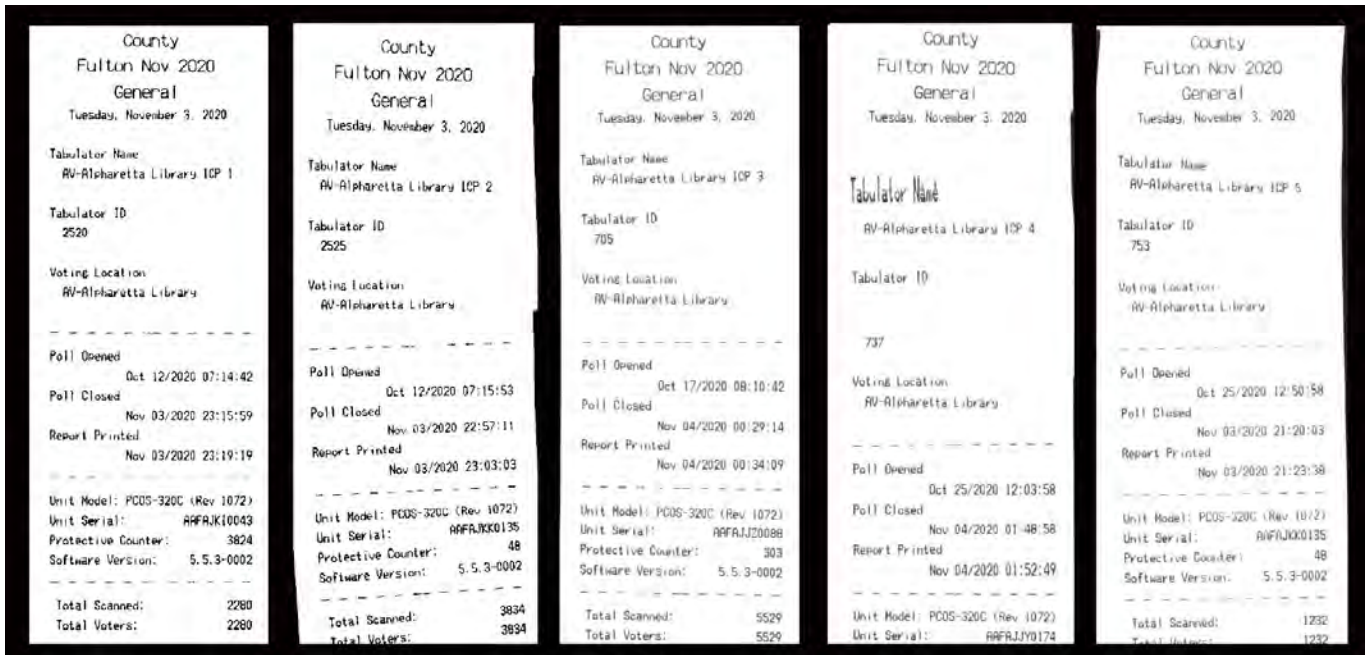 County
Fulton Nov 2020
General
Tuesday, November 3, 2020
Tabulator Name
AV-Alpharetta Library ICP 1
Tabulator ID
2520
Voting Location
AV-Alpharetta Library
Poll Opened
Oct 12/2020 07:14:42
Poll Closed
Nov 03/2020 23:15:59
Report Printed
Nov 03/2020 23:19:19
Unit Model: PCOS-320C (Rev 1072)
Unit Serial: AAFAJKI0043
Protective Counter: 3824
Software Version: 5.5.3-0002
Total Scanned: 2280
Total Voters: 2280
County
Fulton Nov 2020
General
Tuesday, November 3, 2020
Tabulator Name
AV-Alpharetta Library ICP 2
Tabulator ID
2525
Voting Location
AV-Alpharetta Library
Poll Opened
Oct 12/2020 07:15:53
Poll Closed
Nov 03/2020 22:57:11
Report Printed
Nov 03/2020 23:03:03
Unit Model: PCOS-320C (Rev 1072)
Unit Serial: AAFAJKK0135
Protective Counter: 48
Software Version: 5.5.3-0002
Total Scanned: 3834
Total Voters: 3834
County
Fulton Nov 2020
General
Tuesday, November 3, 2020
Tabulator Name
AV-Alpharetta Library ICP 3
Tabulator ID
705
Voting Location
AV-Alpharetta Library
Poll Opened
Oct 17/2020 08:10:42
Poll Closed
Nov 04/2020 00:29:14
Report Printed
Nov 04/2020 00:34:09
Unit Model: PCOS-320C (Rev 1072)
Unit Serial: AAFAJJZ0088
Protective Counter: 303
Software Version: 5.5.3-0002
Total Scanned: 5529
Total Voters: 5529
County
Fulton Nov 2020
General
Tuesday, November 3, 2020
Tabulator Name
AV-Alpharetta Library ICP 4
Tabulator ID
737
Voting Location
AV-Alpharetta Library
Poll Opened
Oct 25/2020 12:03:58
Poll Closed
Nov 04/2020 01:48:58
Report Printed
Nov 04/2020 01:52:49
Unit Model: PCOS-320C (Rev 1072)
Unit Serial: AAFAJJY0174
County
Fulton Nov 2020
General
Tuesday, November 3, 2020
Tabulator Name
AV-Alpharetta Library ICP 5
Tabulator ID
753
Voting Location
AV-Alpharetta Library
Poll Opened
Oct 25/2020 12:50:58
Poll Closed
Nov 03/2020 21:20:03
Report Printed
Nov 03/2020 21:23:38
Unit Model: PCOS-320C (Rev 1072)
Unit Serial: AAFAJKK0135
Protective Counter: 48
Software Version: 5.5.3-0002
Total Scanned: 1232
Total Voters: 1232